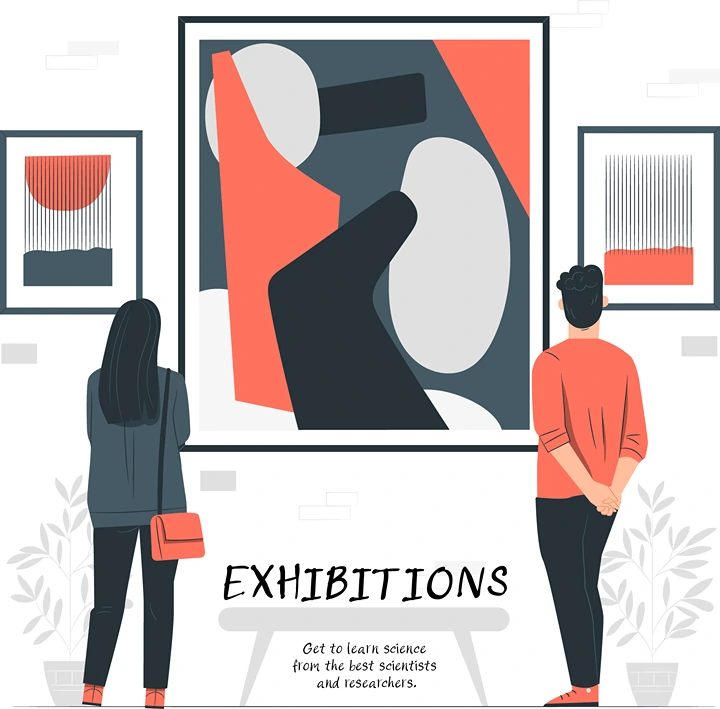 EXHIBITIONS
Get to learn science
from the best scientists
and researchers.